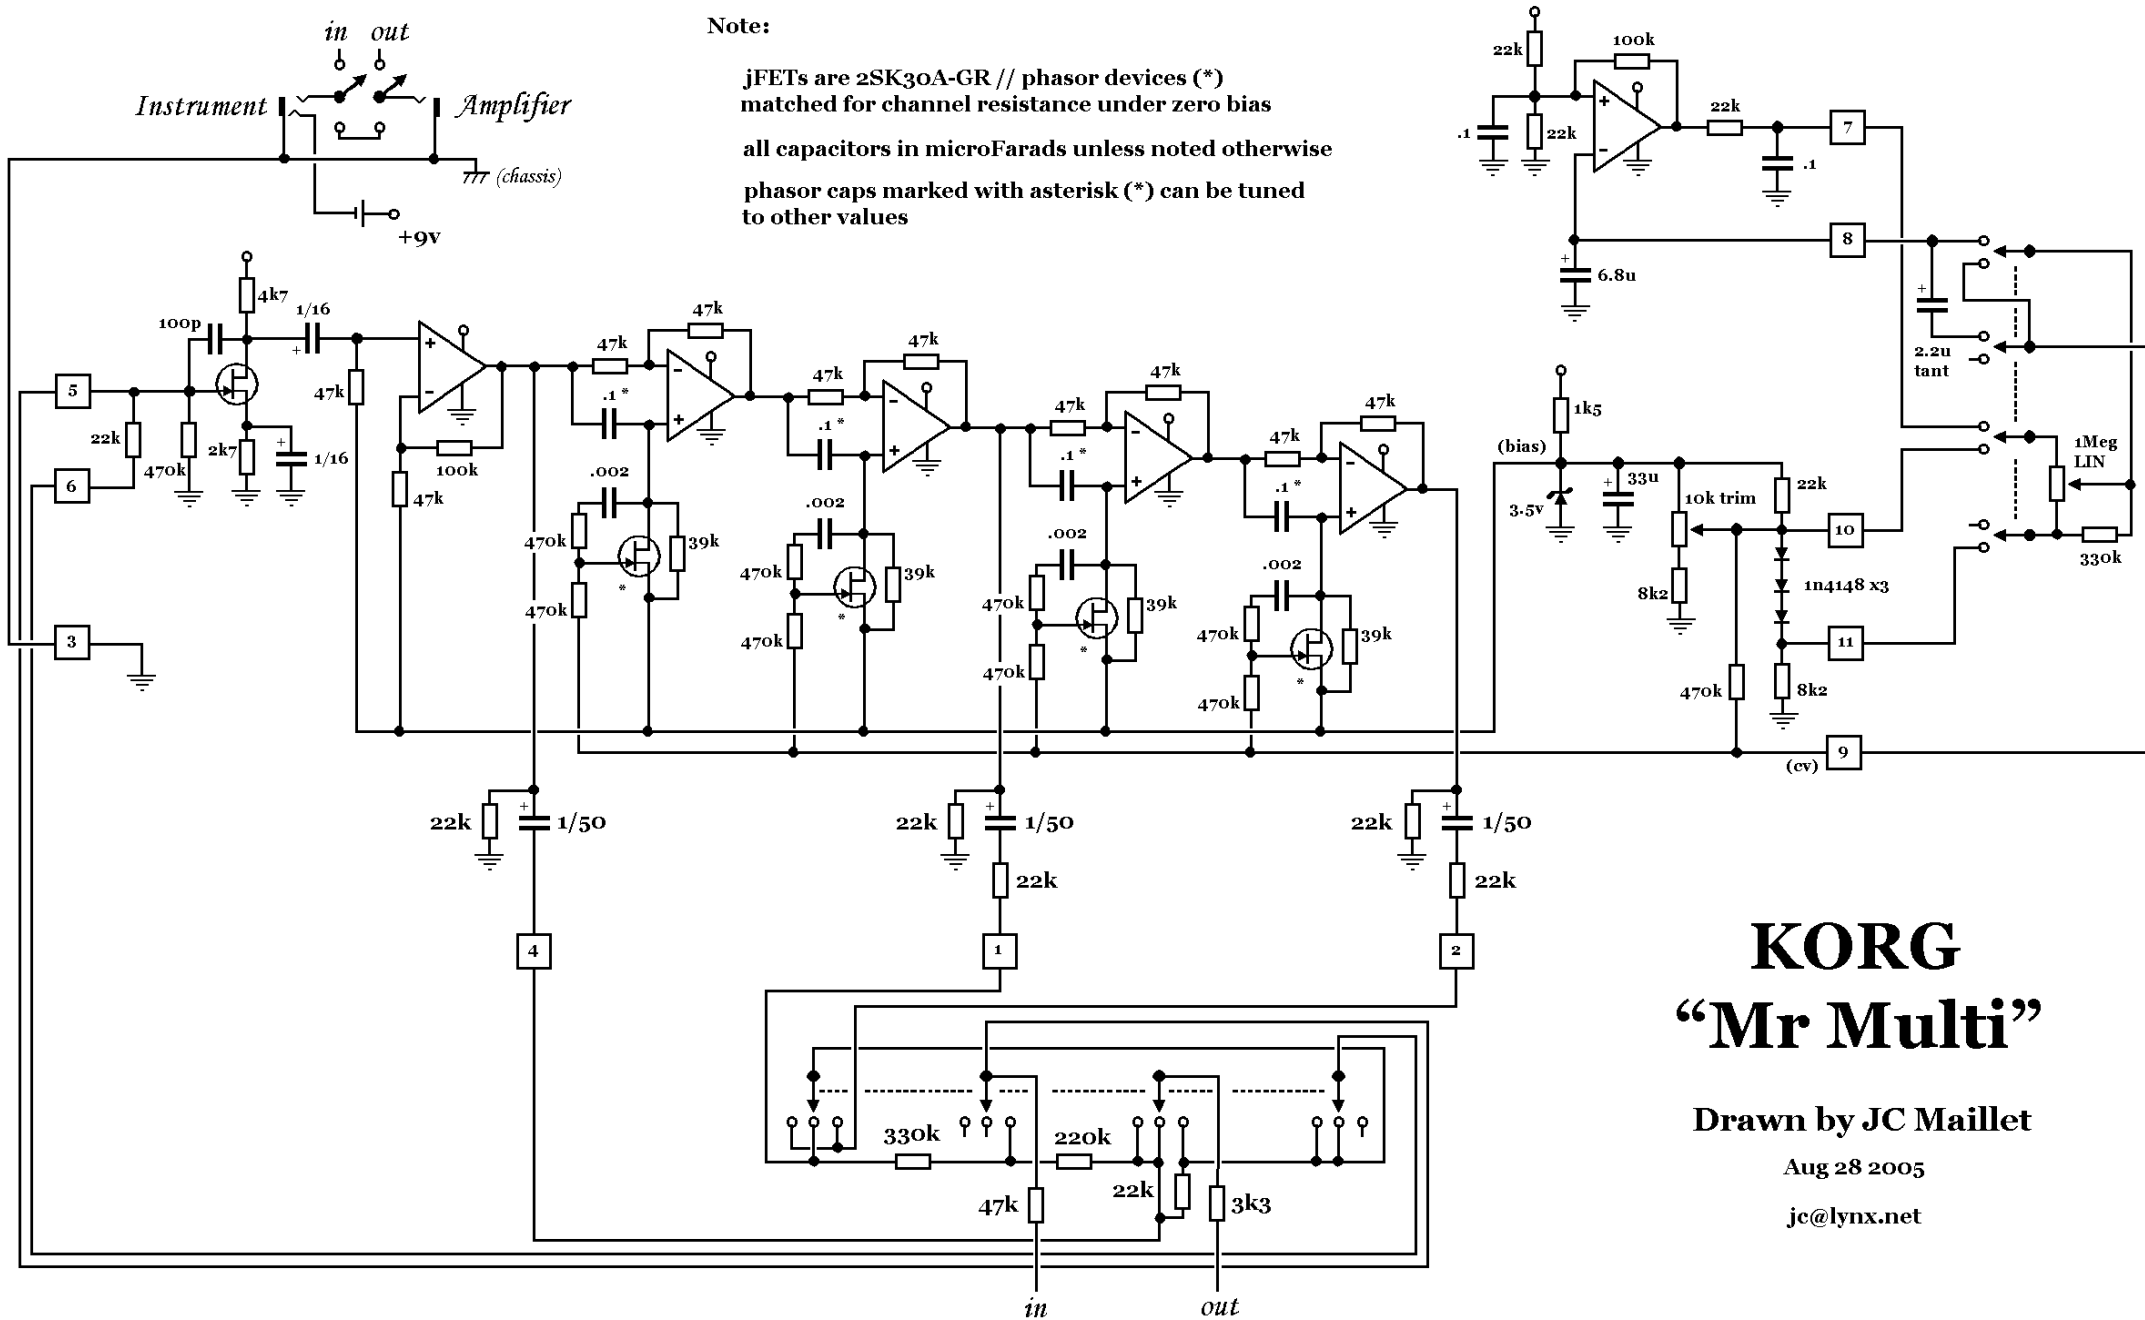 in out
Note:
Instrument
Amplifier
(chassis)
+9v
jFETs are 2SK30A-GR // phasor devices (*)
matched for channel resistance under zero bias
all capacitors in microFarads unless noted otherwise
phasor caps marked with asterisk (*) can be tuned
to other values
22k
100k
.1
22k
+
-
22k
7
.1
8
+
6.8u
+
2.2u
tant
4k7
100p
1/16
+
5
22k
470k
2k7
+
1/16
6
3
47k
+
-
100k
47k
47k
47k
.1 *
-
+
.002
470k
470k
*
39k
47k
47k
.1 *
-
+
.002
470k
470k
*
39k
47k
47k
.1 *
-
+
.002
470k
470k
*
39k
47k
47k
.1 *
-
+
.002
470k
470k
*
39k
1k5
(bias)
3.5v
+
33u
10k trim
22k
8k2
470k
10
1n4148 x3
11
8k2
(cv)
9
1Meg
LIN
330k
22k
+
1/50
22k
+
1/50
22k
22k
+
1/50
22k
4
1
2
330k
220k
47k
22k
3k3
in
out
KORG
“Mr Multi”
Drawn by JC Maillet
Aug 28 2005
jc@lynx.net